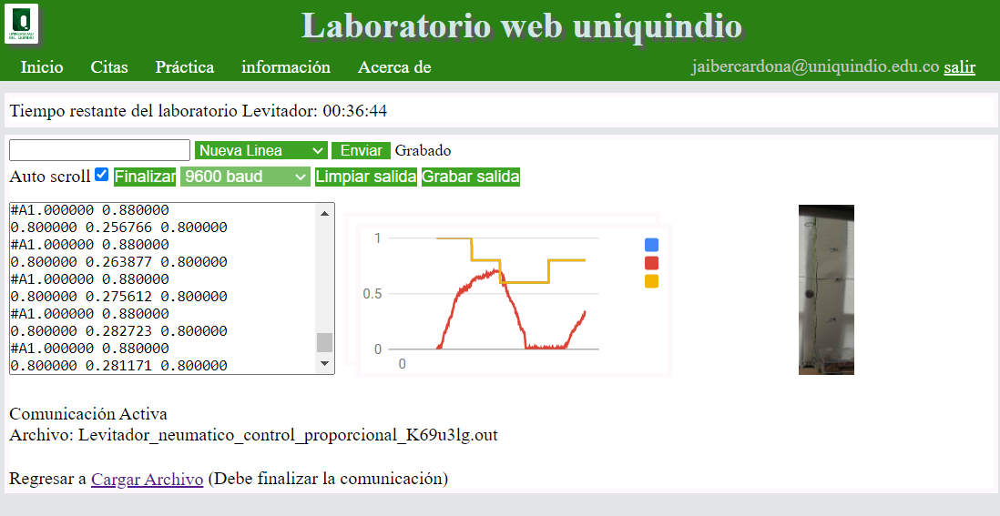 UNIVERSIDAD
DEL QUINDÍO
Laboratorio web uniquindio
Inicio Citas Práctica información Acerca de
jaibercardona@uniquindio.edu.co salir
Tiempo restante del laboratorio Levitador: 00:36:44
Nueva Linea Enviar Grabado
Auto scroll Finalizar 9600 baud Limpiar salida Grabar salida
#A1.000000 0.880000
0.800000 0.256766 0.800000
#A1.000000 0.880000
0.800000 0.263877 0.800000
#A1.000000 0.880000
0.800000 0.275612 0.800000
#A1.000000 0.880000
0.800000 0.282723 0.800000
#A1.000000 0.880000
0.800000 0.281171 0.800000
1
0.5
0
0
Comunicación Activa
Archivo: Levitador_neumatico_control_proporcional_K69u3lg.out
Regresar a Cargar Archivo (Debe finalizar la comunicación)